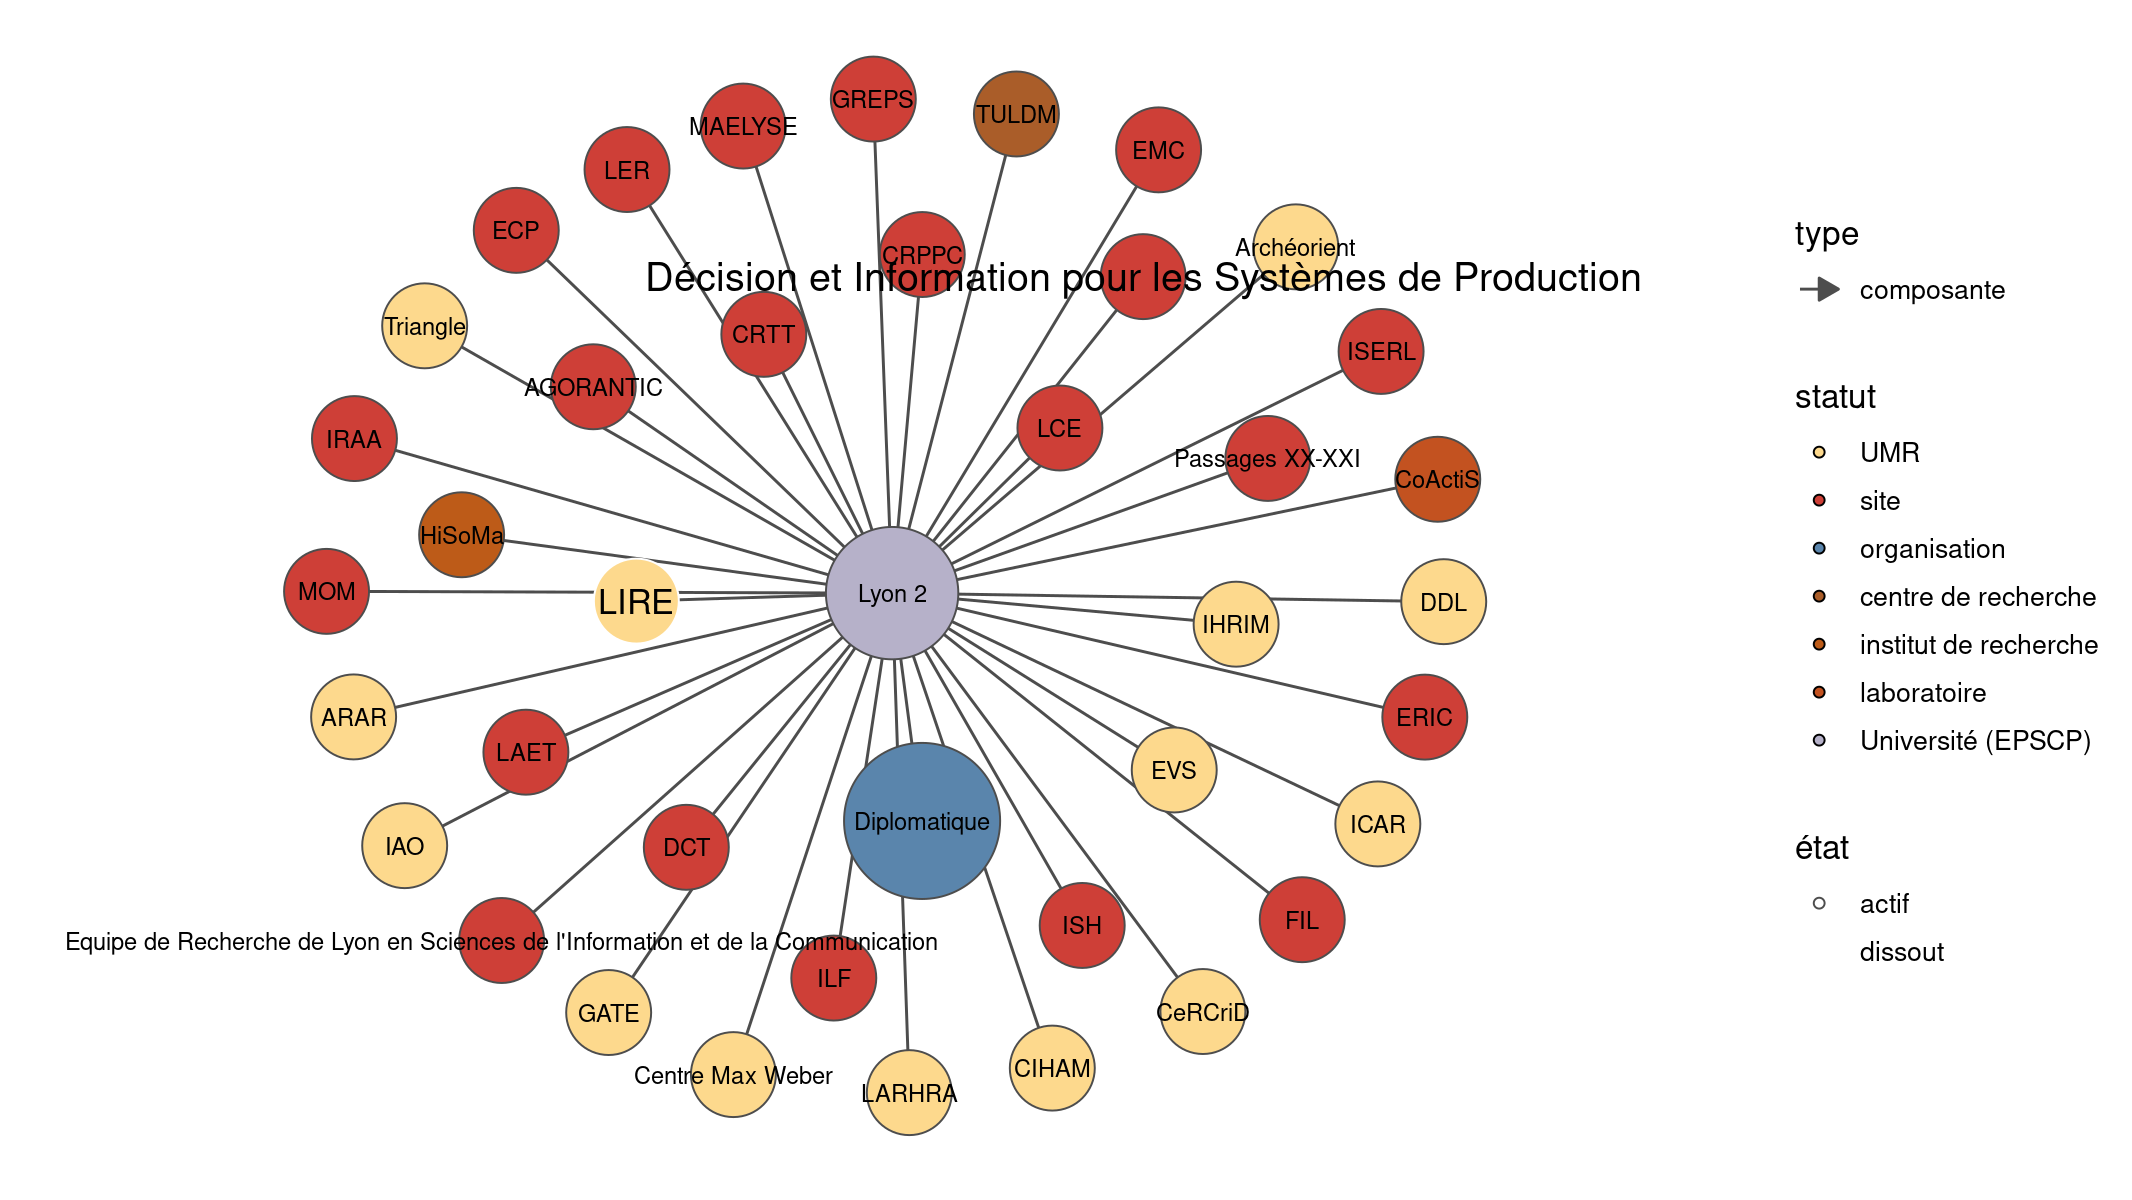 GREPS
TULDM
MAELYSE
EMC
LER
ECP
Archéorient
CRPPC
Décision et Information pour les Systèmes de Production
Triangle
CRTT
ISERL
AGORANTIC
LCE
IRAA
Passages XX-XXI
CoActiS
HiSoMa
MOM
LIRE
Lyon 2
DDL
IHRIM
ARAR
ERIC
LAET
EVS
Diplomatique
ICAR
IAO
DCT
FIL
ISH
Equipe de Recherche de Lyon en Sciences de l'Information et de la Communication
ILF
GATE
CeRCriD
CIHAM
Centre Max Weber
LARHRA
type
composante
statut
UMR
site
organisation
centre de recherche
institut de recherche
laboratoire
Université (EPSCP)
état
actif
dissout